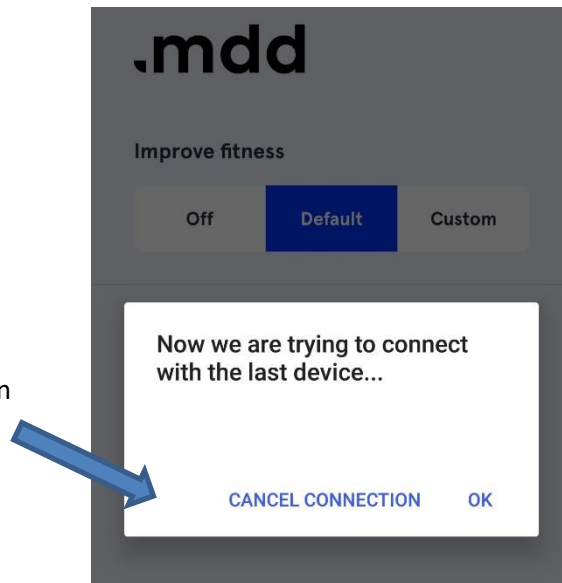 .mdd
Improve fitness
Off Default Custom
Now we are trying to connect
with the last device...
CANCEL CONNECTION OK